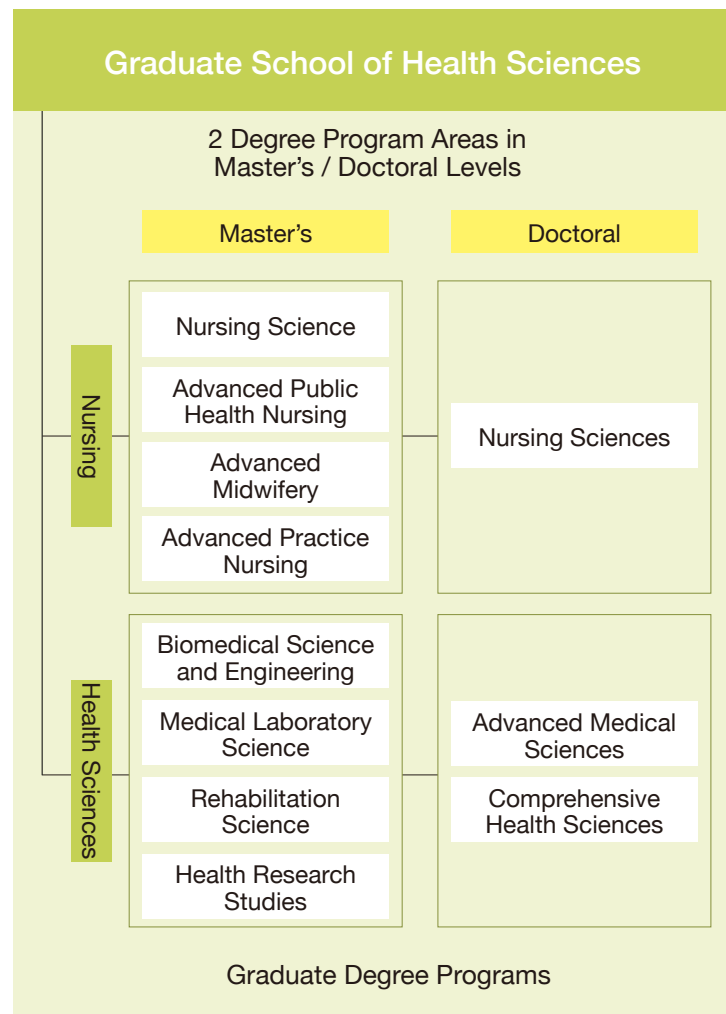 Graduate School of Health Sciences
2 Degree Program Areas in
Master’s / Doctoral Levels
Master’s
Doctoral
Nursing
Nursing Science
Advanced Public
Health Nursing
Advanced
Midwifery
Advanced Practice
Nursing
Nursing Sciences
Health Sciences
Biomedical Science
and Engineering
Medical Laboratory
Science
Rehabilitation
Science
Health Research
Studies
Advanced Medical
Sciences
Comprehensive
Health Sciences
Graduate Degree Programs